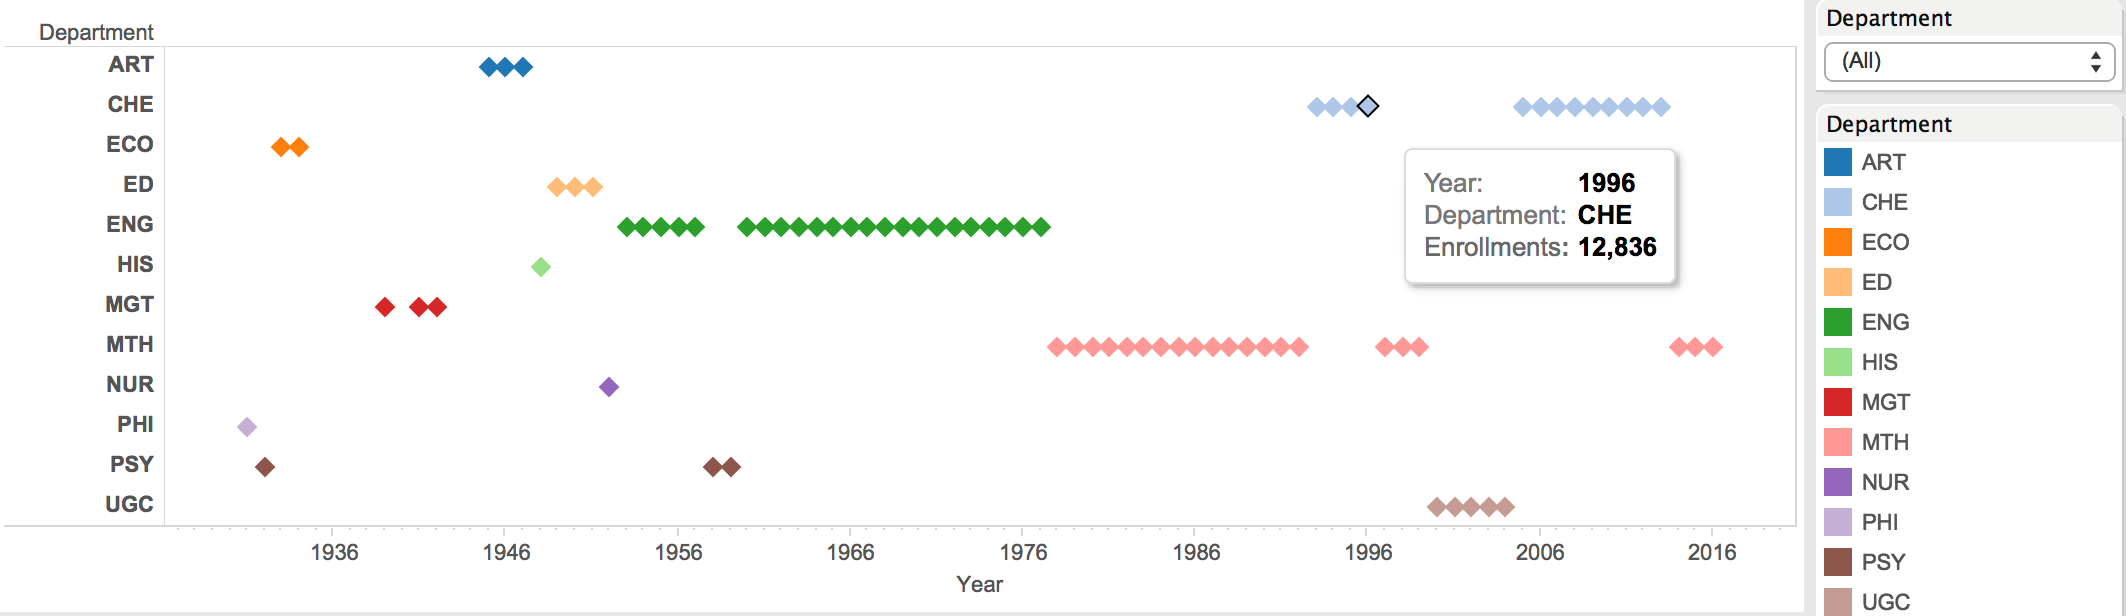 Department
ART
CHE
ECO
ED
ENG
HIS
MGT
MTH
NUR
PHI
PSY
UGC
1936 1946 1956 1966 1976 1986 1996 2006 2016
Year
Year: 1996
Department: CHE
Enrollments: 12,836
Department
(All)
Department
ART
CHE
ECO
ED
ENG
HIS
MGT
MTH
NUR
PHI
PSY
UGC